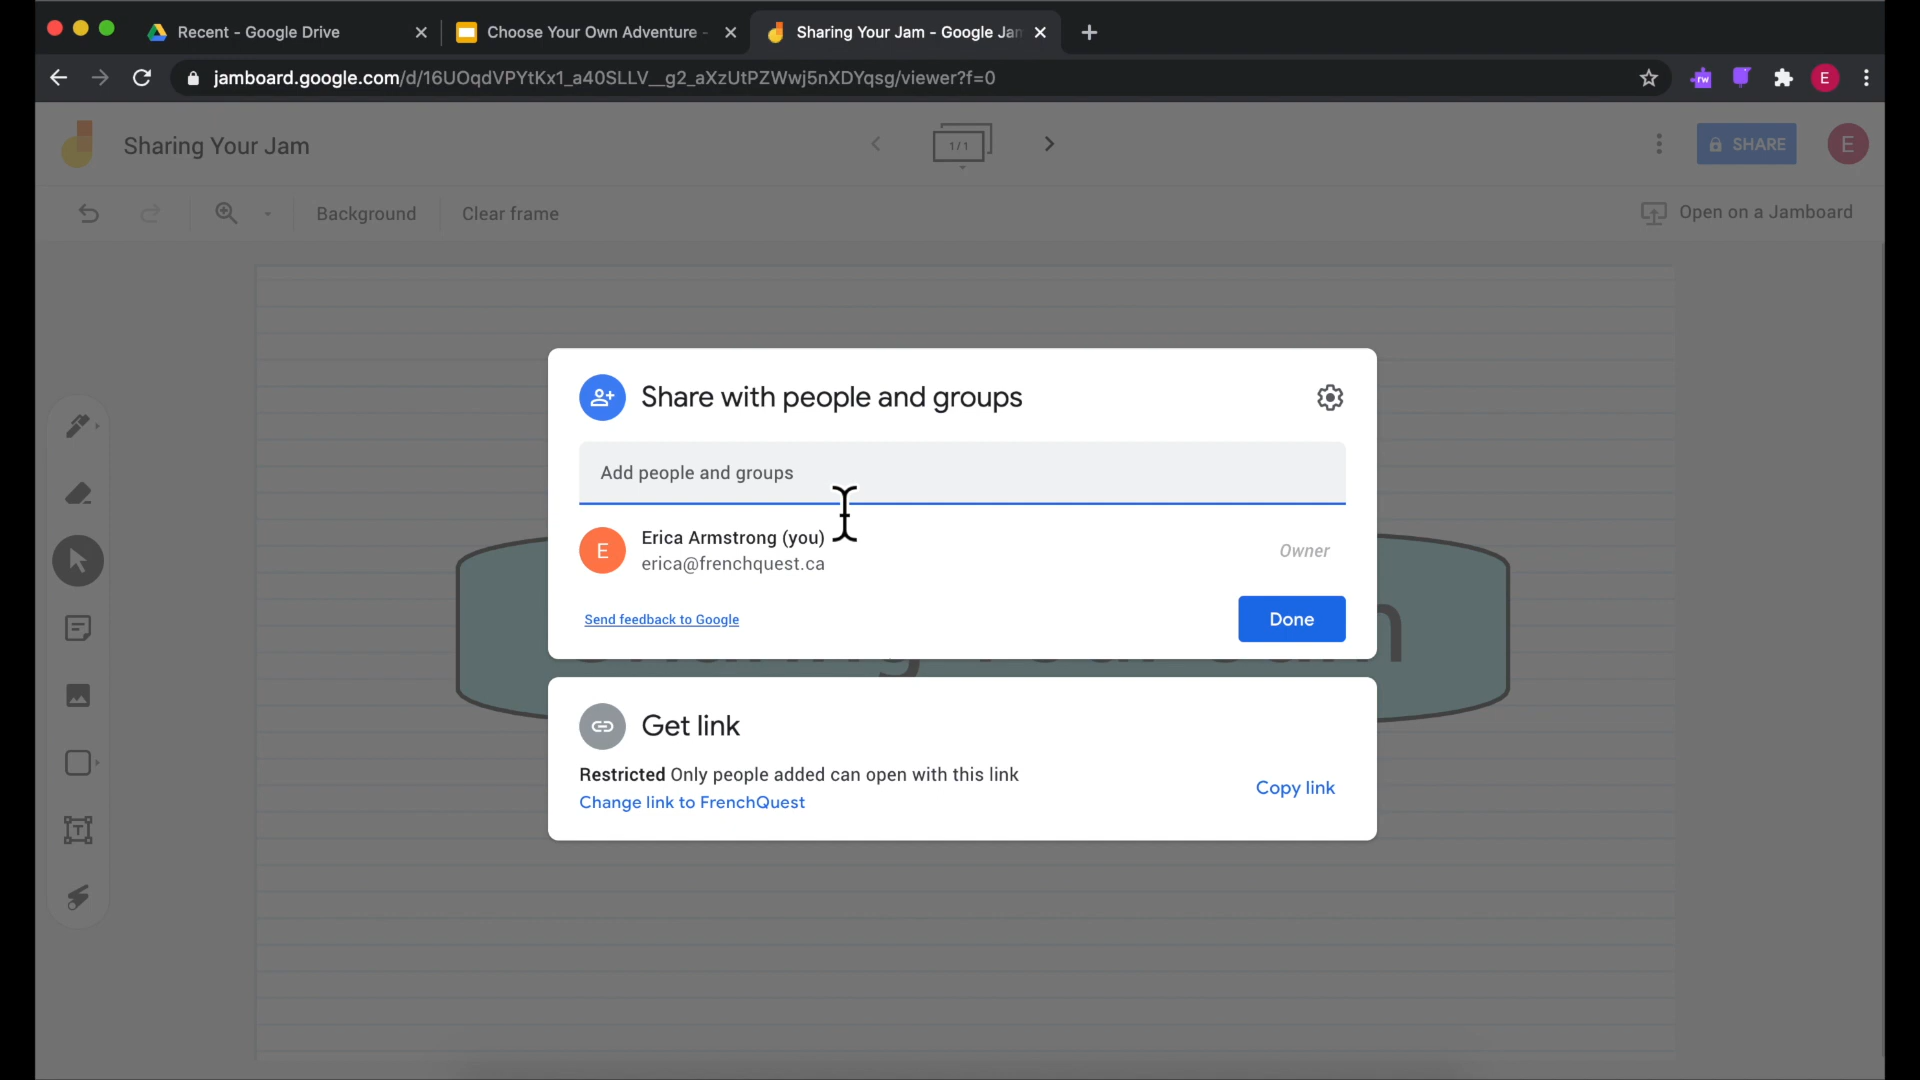 Recent - Google Drive
Choose Your Own Adventure -
Sharing Your Jam - Google Jam
jamboard.google.com/d/16UOqdVPYtKx1_a40SLLV__g2_aXzUtPZWwj5nXDYqsg/viewer?f=0
rw
E
Sharing Your Jam
1/1
SHARE
E
Background
Clear frame
Open on a Jamboard
Share with people and groups
Add people and groups
E
Erica Armstrong (you)
erica@frenchquest.ca
Owner
Send feedback to Google
Done
Get link
Restricted Only people added can open with this link
Change link to FrenchQuest
Copy link